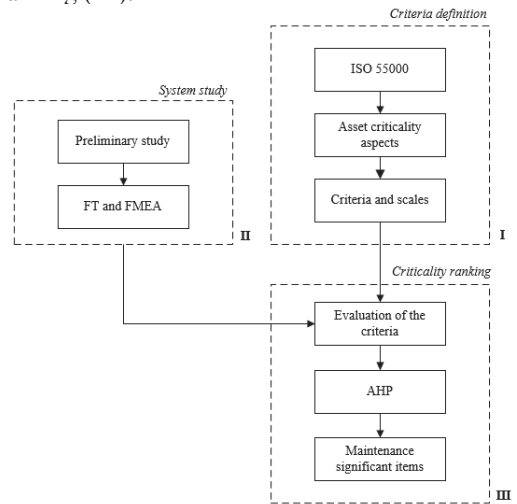 Criteria definition
ISO 55000
Asset criticality
aspects
Criteria and scales
I
System study
Preliminary study
FT and FMEA
II
Criticality ranking
Evaluation of the
criteria
AHP
Maintenance
significant items
III